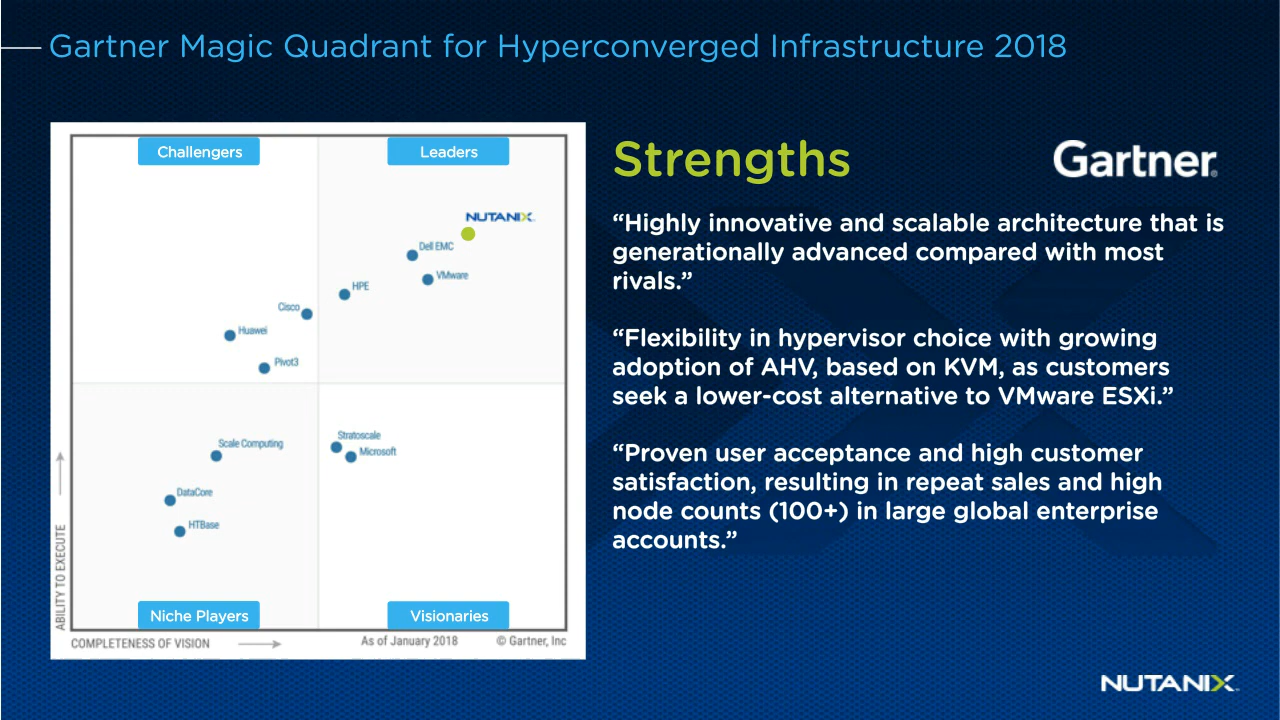 Gartner Magic Quadrant for Hyperconverged Infrastructure 2018
Challengers
Leaders
NUTANIX
Dell EMC
VMware
HPE
Cisco
Huawei
Pivot3
Scale Computing
Stratoscale
Microsoft
DataCore
HTBase
ABILITY TO EXECUTE
Niche Players
Visionaries
COMPLETENESS OF VISION
As of January 2018
© Gartner, Inc
Strengths
Gartner
“Highly innovative and scalable architecture that is
generationally advanced compared with most
rivals.”
“Flexibility in hypervisor choice with growing
adoption of AHV, based on KVM, as customers
seek a lower-cost alternative to VMware ESXi.”
“Proven user acceptance and high customer
satisfaction, resulting in repeat sales and high
node counts (100+) in large global enterprise
accounts.”
NUTANIX